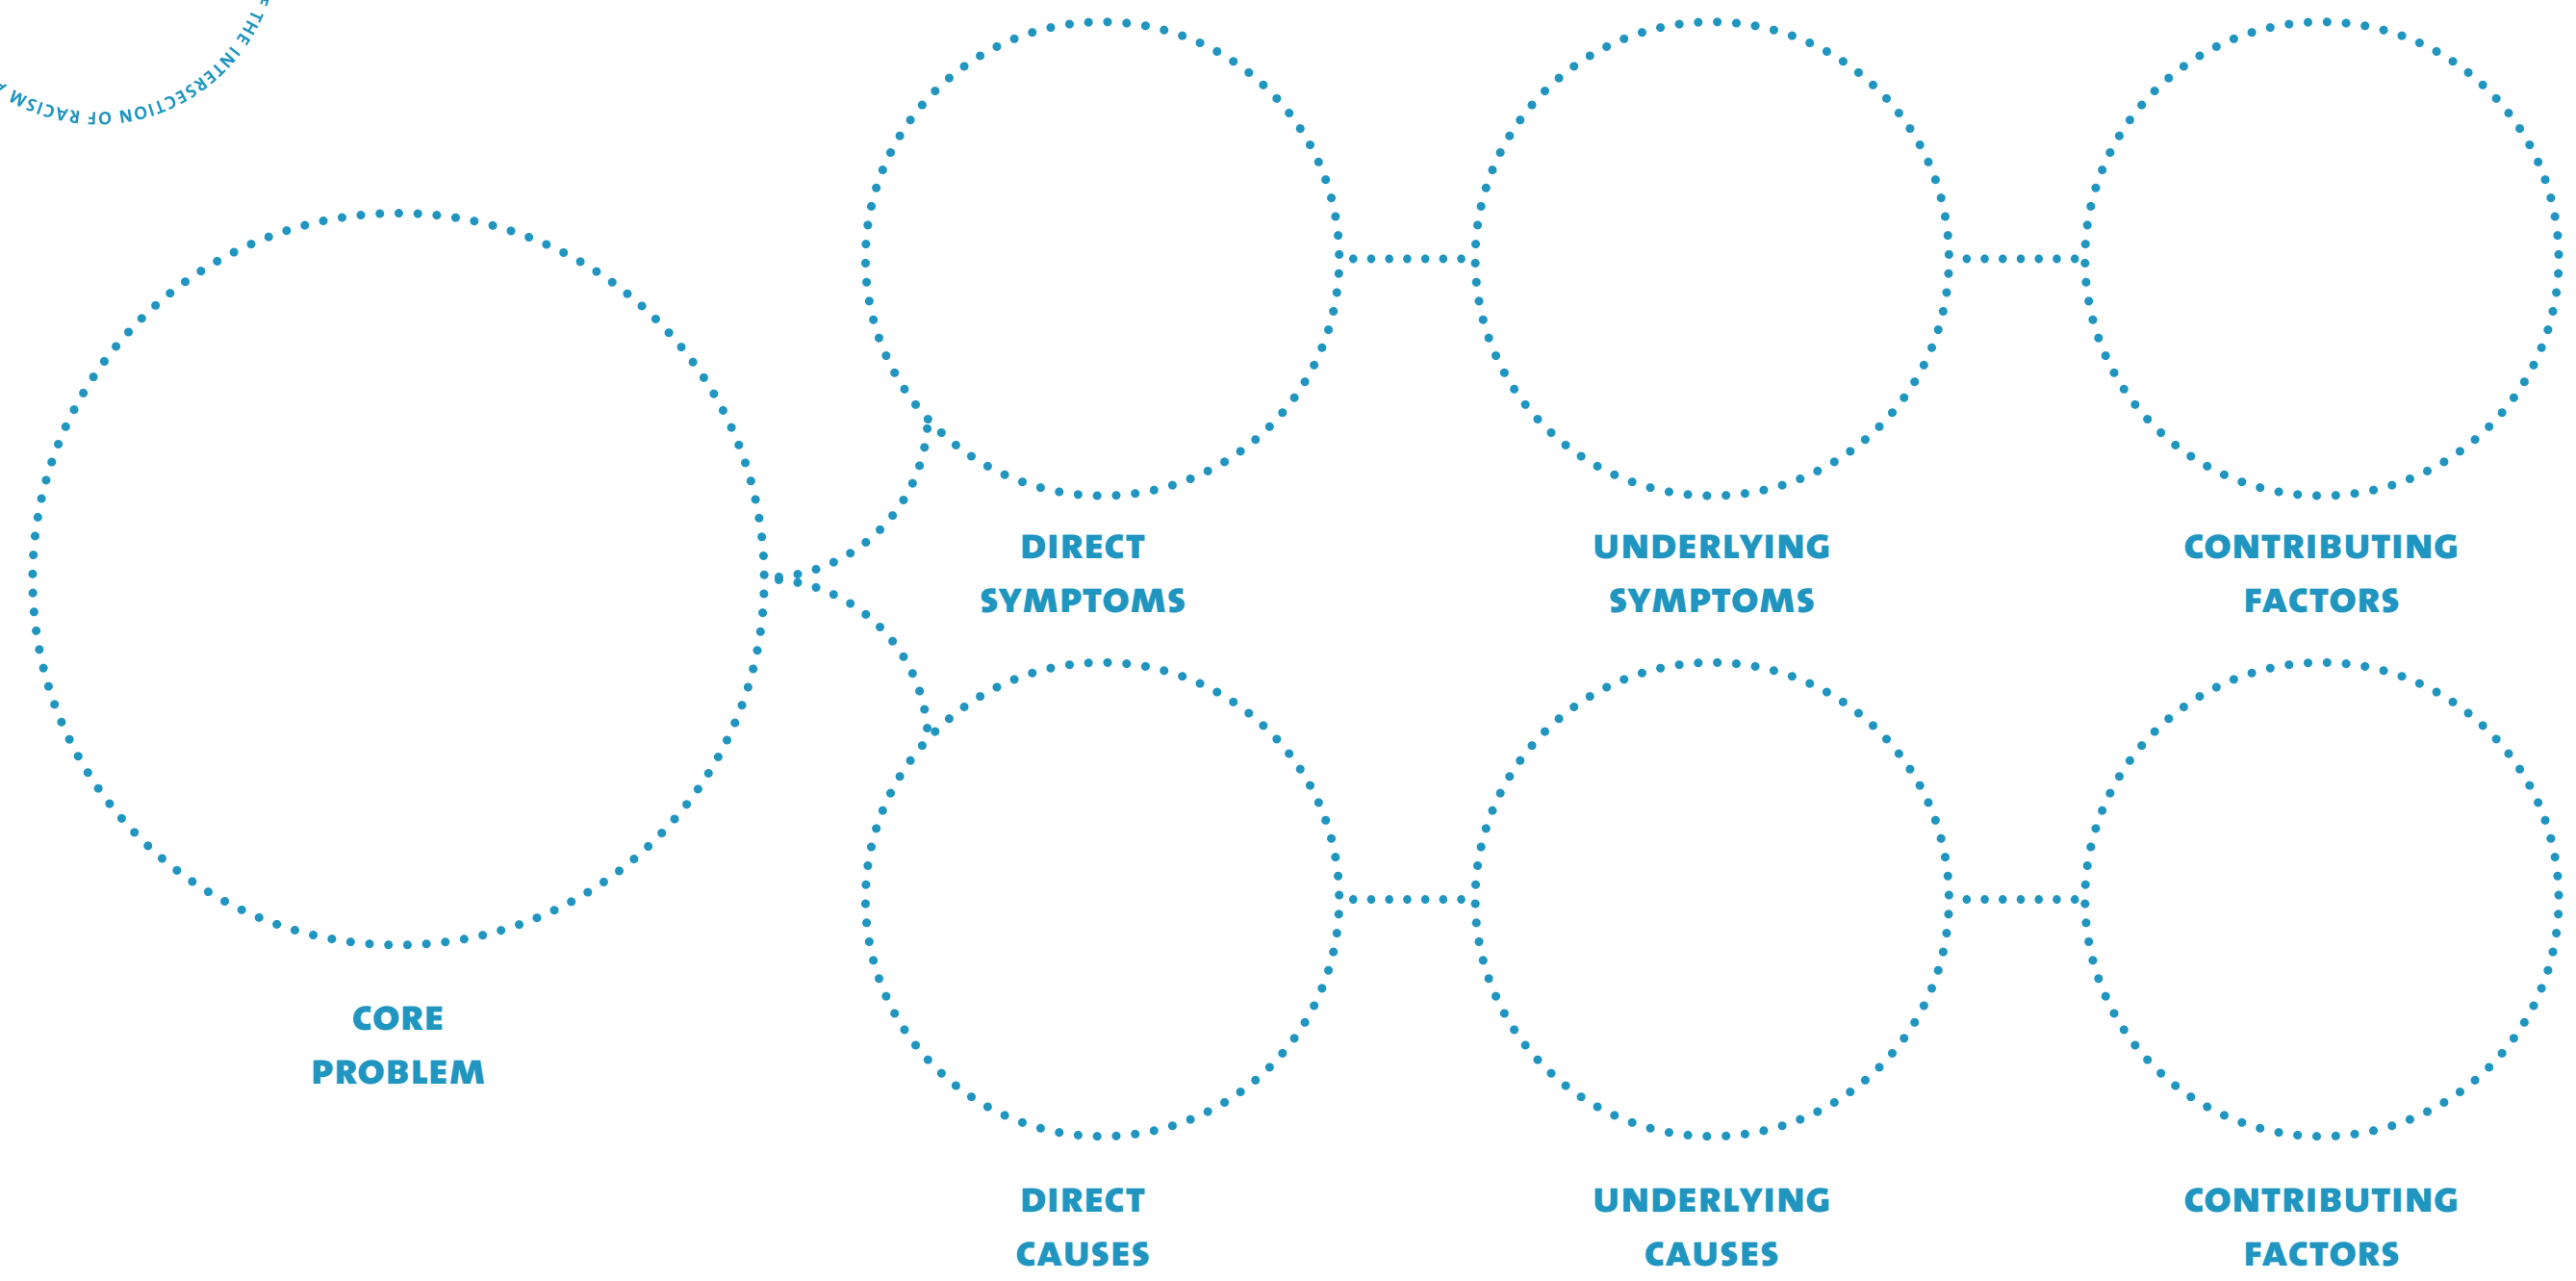 THE INTERSECTION OF RACISM
DIRECT
SYMPTOMS
UNDERLYING
SYMPTOMS
CONTRIBUTING
FACTORS
CORE
PROBLEM
DIRECT
CAUSES
UNDERLYING
CAUSES
CONTRIBUTING
FACTORS